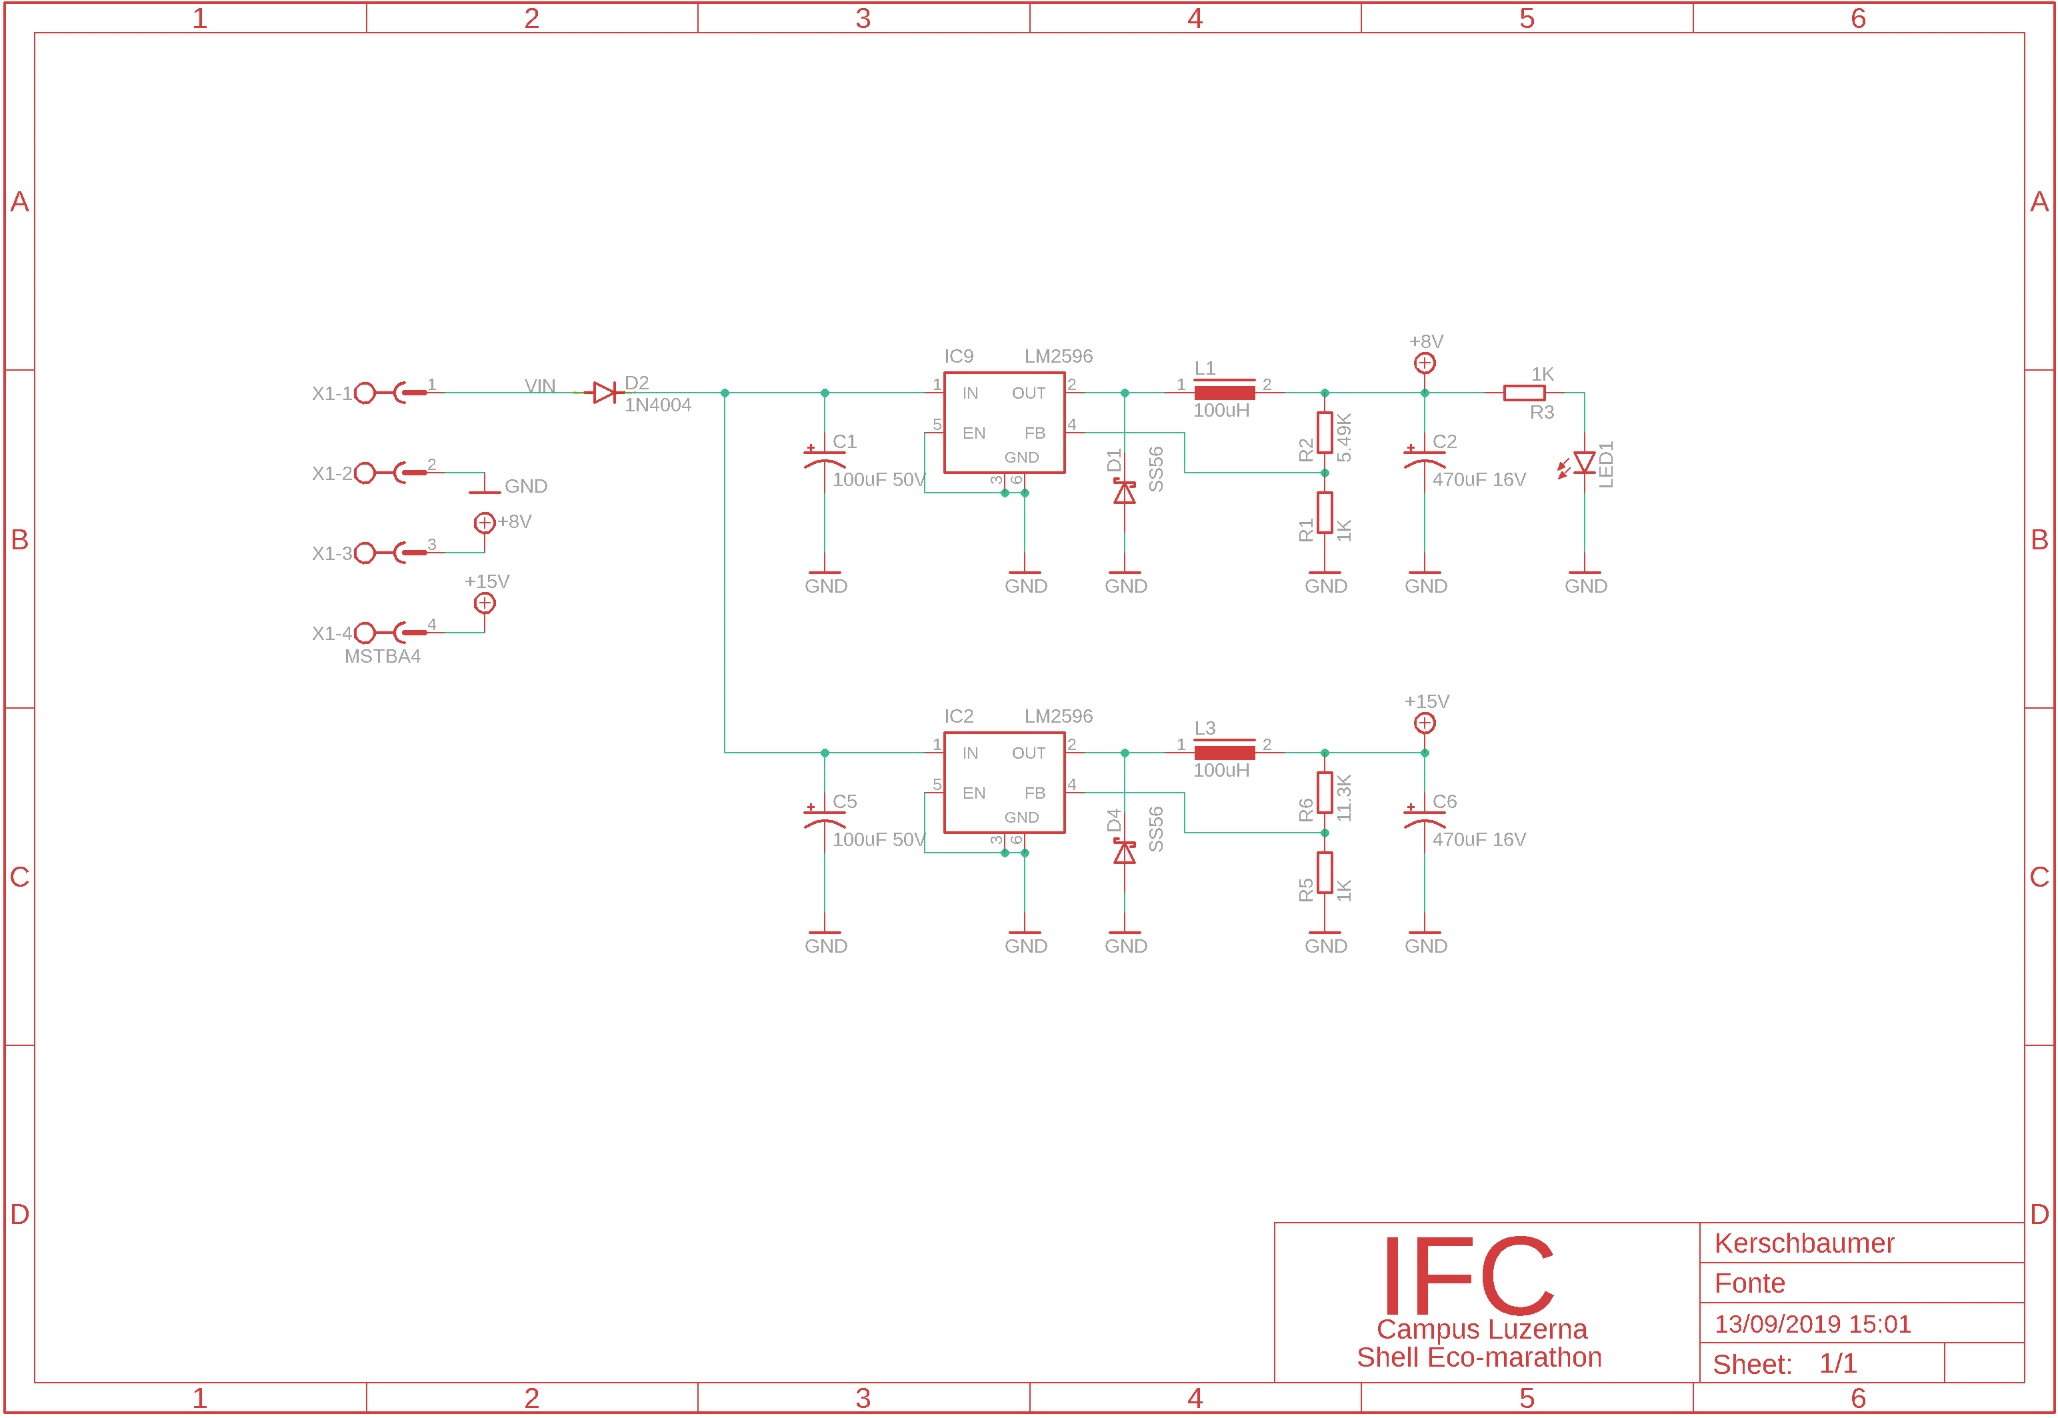 1 2 3 4 5 6
A A
+8V
IC9 LM2596
L1
1K
X1-1 1 VIN D2 1 IN OUT 2 1 2
1N4004 100uH R3
5 EN FB 4
C1 R2 5.49K C2 LED1
X1-2 2 100uF 50V GND D1 SS56 470uF 16V
GND 3 6
+8V R1 1K
X1-3 3
B B
+15V GND GND GND GND GND GND
X1-4 4
MSTBA4
+15V
IC2 LM2596
L3
1 IN OUT 2 1 2
100uH
5 EN FB 4
C5 R6 11.3K C6
100uF 50V GND D4 SS56 470uF 16V
3 6
C C
R5 1K
GND GND GND GND GND
D D
IFC
Campus Luzerna
Shell Eco-marathon
Kerschbaumer
Fonte
13/09/2019 15:01
Sheet: 1/1
1 2 3 4 5 6